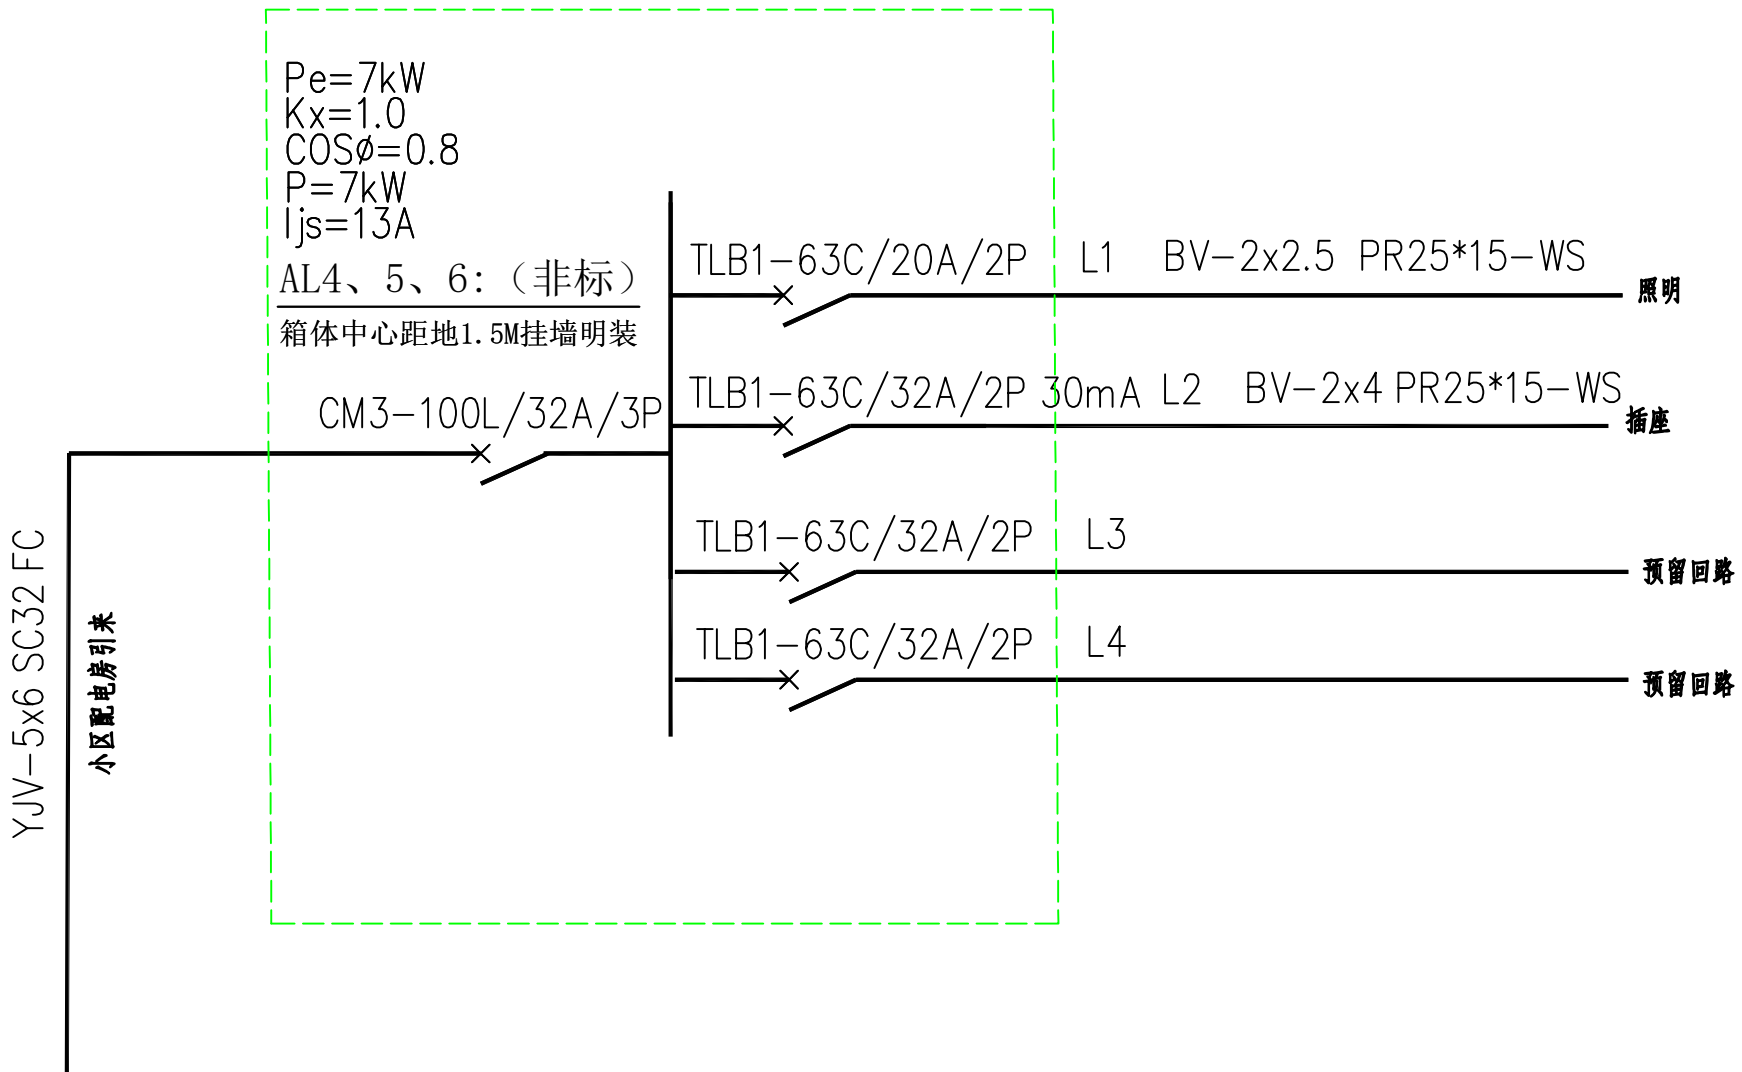 Pe=7kW
Kx=1.0
COSø=0.8
P=7kW
Ijs=13A
AL4、5、6:（非标）
箱体中心距地1.5M挂墙明装
CM3-100L/32A/3P
TLB1-63C/20A/2P L1 BV-2x2.5 PR25*15-WS
照明
TLB1-63C/32A/2P 30mA L2 BV-2x4 PR25*15-WS
插座
TLB1-63C/32A/2P L3
预留回路
TLB1-63C/32A/2P L4
预留回路
YJV-5x6 SC32 FC
小区配电房引来